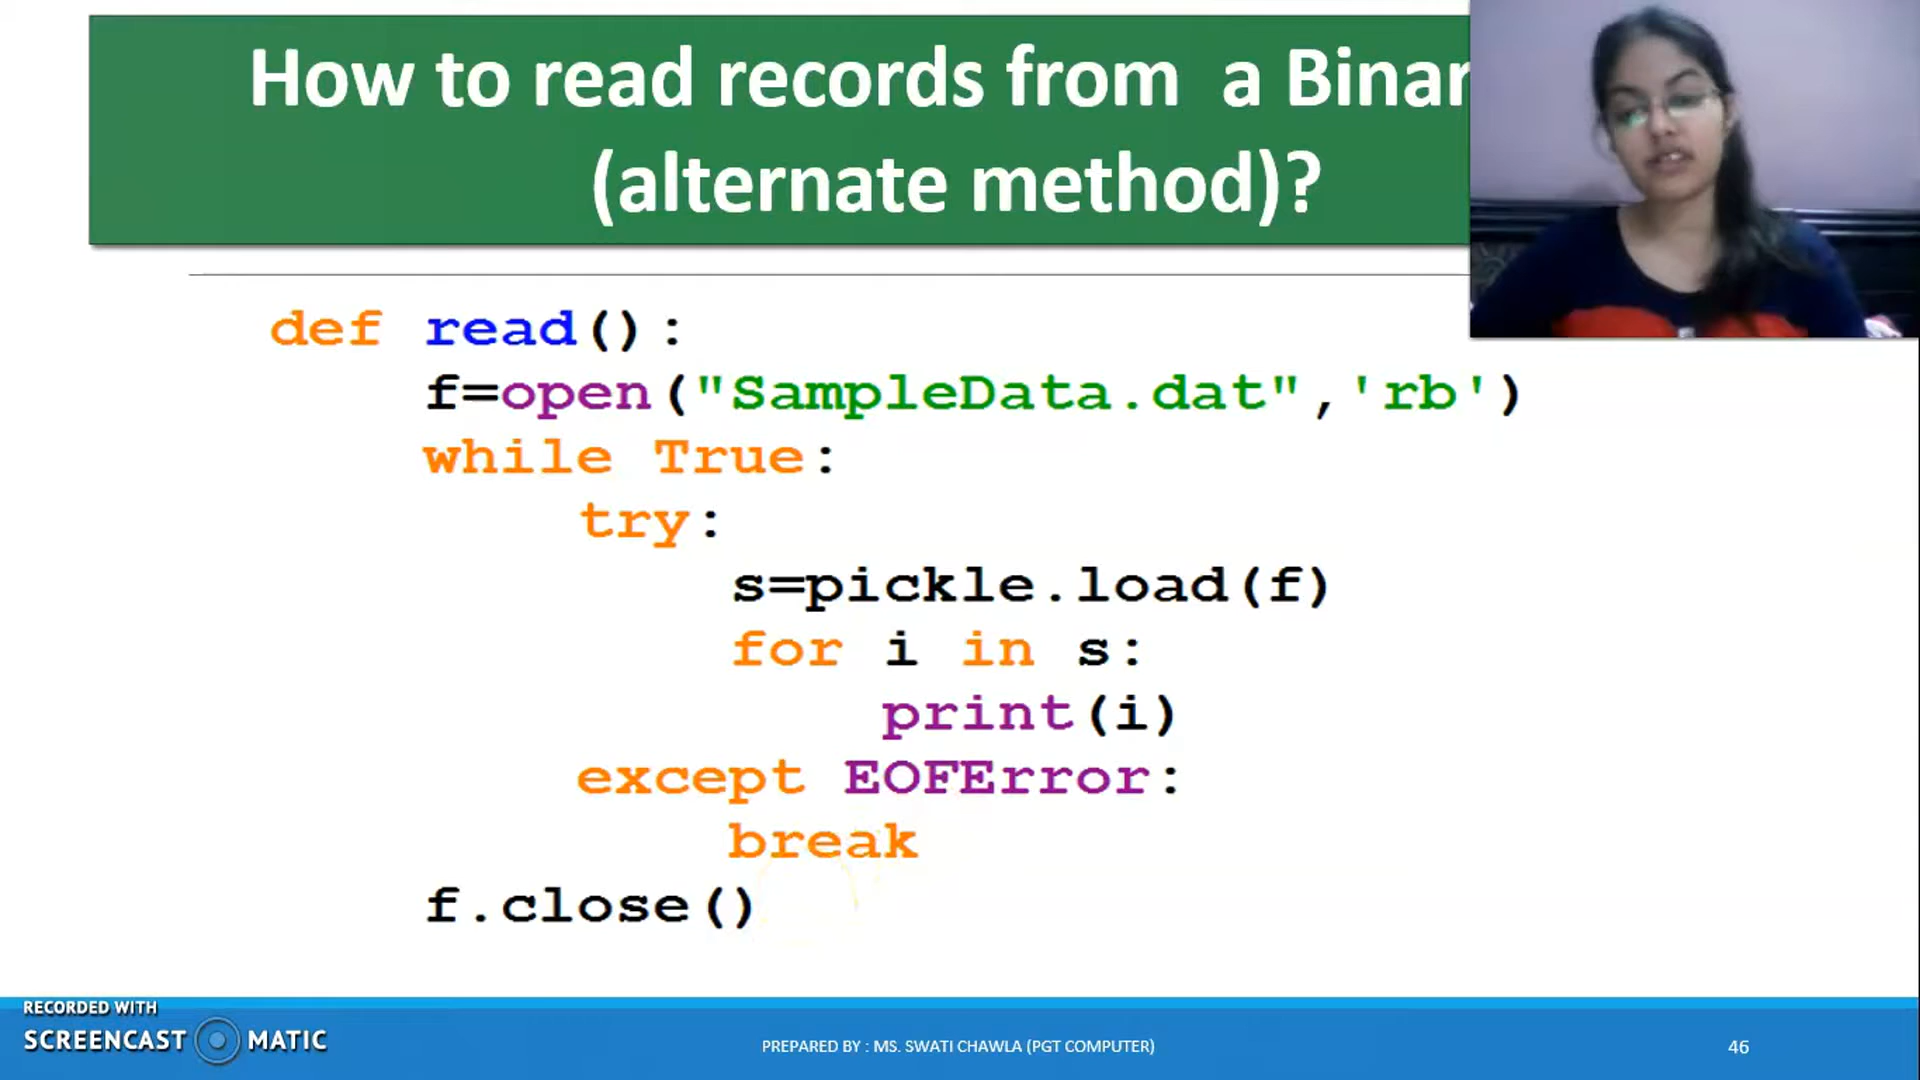 How to read records from a Binar
(alternate method)?
def read():
f=open("SampleData.dat",'rb')
while True:
try:
s=pickle.load(f)
for i in s:
print(i)
except EOFError:
break
f.close()
RECORDED WITH
SCREENCAST MATIC
PREPARED BY : MS. SWATI CHAWLA (PGT COMPUTER)
46